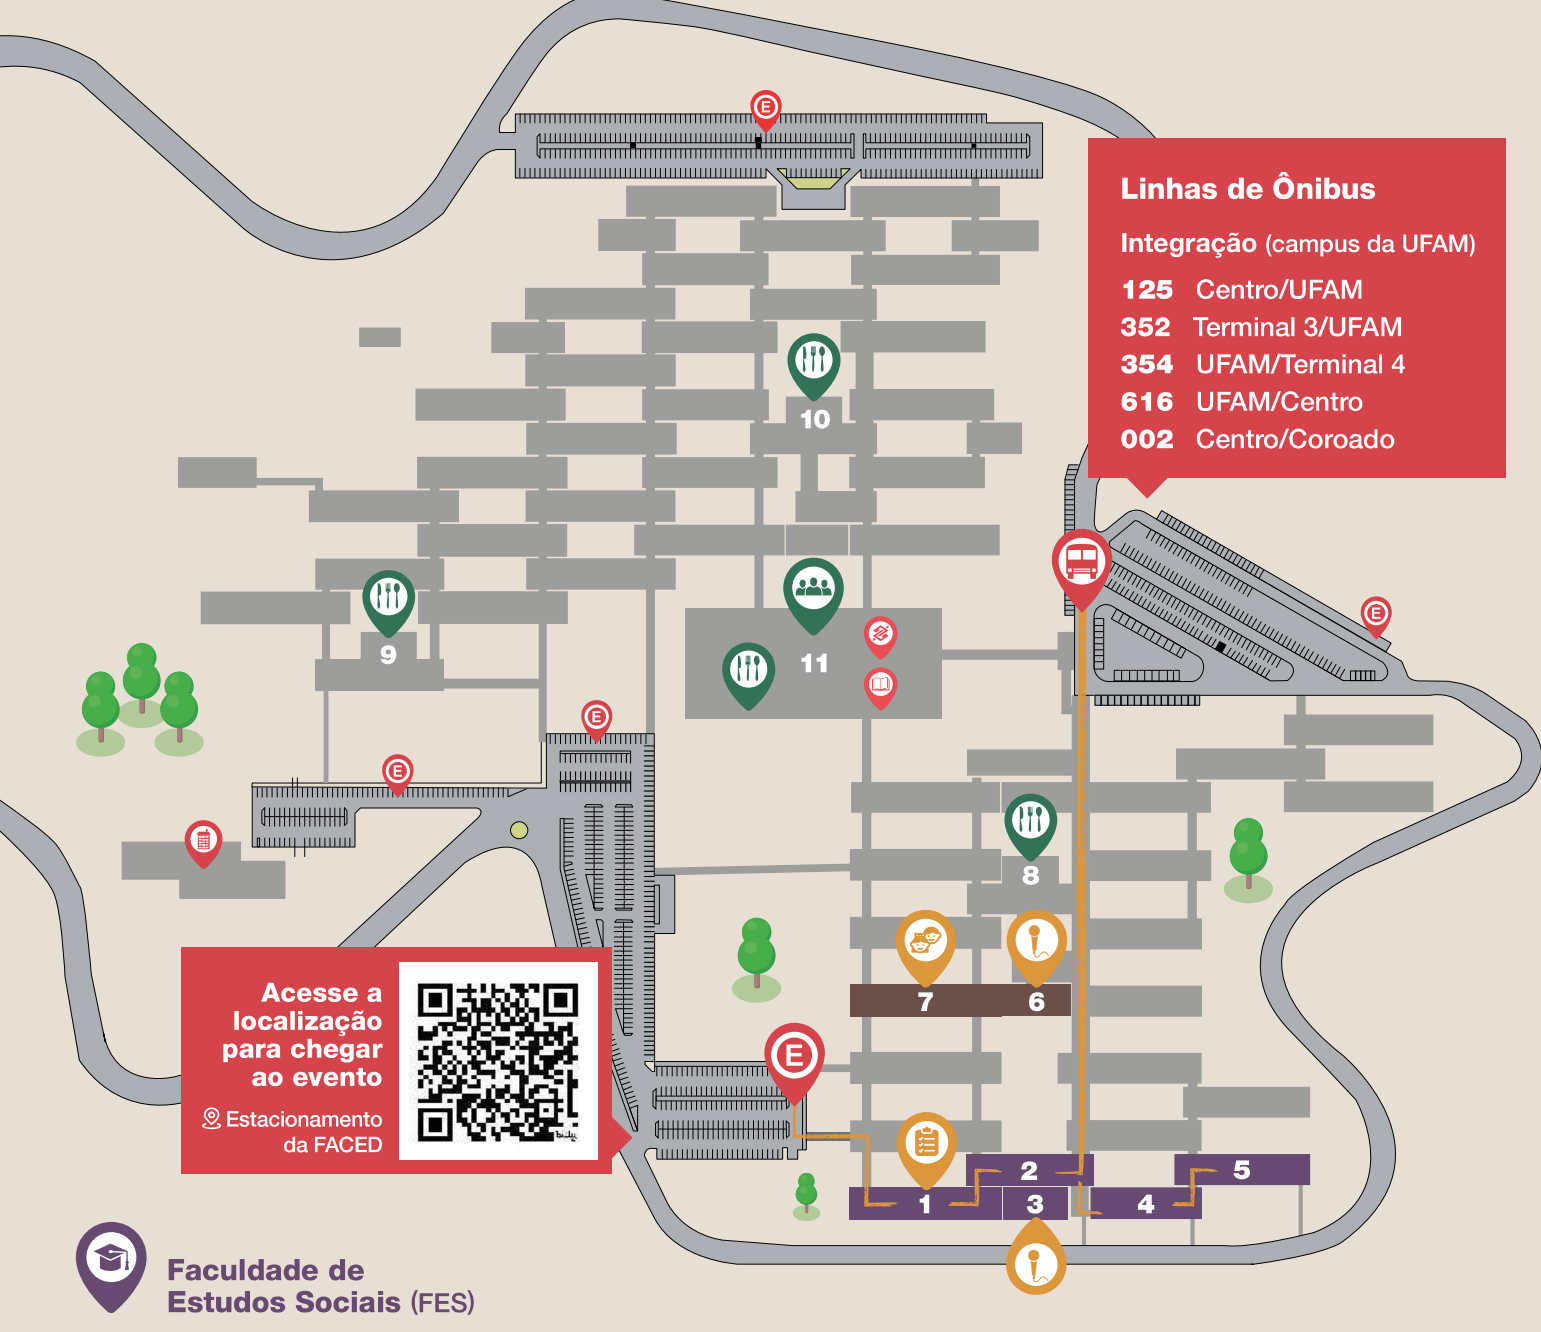 E
Linhas de Ônibus
Integração (campus da UFAM)
125 Centro/UFAM
352 Terminal 3/UFAM
354 UFAM/Terminal 4
616 UFAM/Centro
002 Centro/Coroado
10
E
9
11
E
E
8
7
6
Acesse a
localização
para chegar
ao evento
Estacionamento
da FACED
bit.ly
E
2
5
1
3
4
Faculdade de
Estudos Sociais (FES)